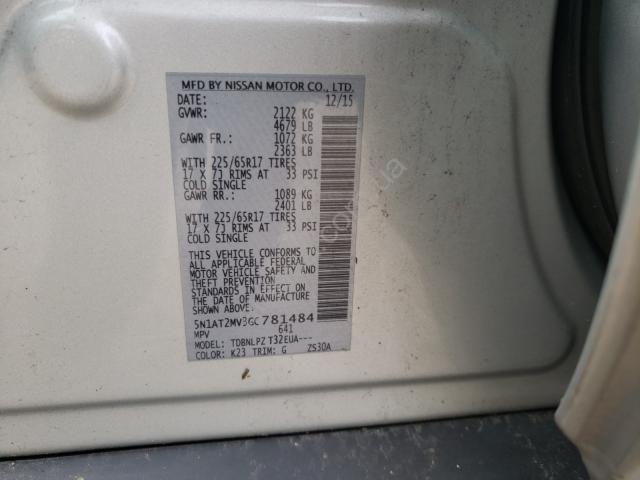 MFD BY NISSAN MOTOR CO., LTD.
DATE: 12/15
GVWR: 2122 KG
4679 LB
GAWR FR.: 1072 KG
2363 LB
WITH 225/65R17 TIRES
17 X 7J RIMS AT 33 PSI
COLD SINGLE
GAWR RR.: 1089 KG
2401 LB
WITH 225/65R17 TIRES
17 X 7J RIMS AT 33 PSI
COLD SINGLE
THIS VEHICLE CONFORMS TO
ALL APPLICABLE FEDERAL
MOTOR VEHICLE SAFETY AND
THEFT PREVENTION
STANDARDS IN EFFECT ON
THE DATE OF MANUFACTURE
SHOWN ABOVE.
5N1AT2MV3GC781484
MPV 641
MODEL: TDBNLPZ T32EUA---
COLOR: K23 TRIM: G ZS30A